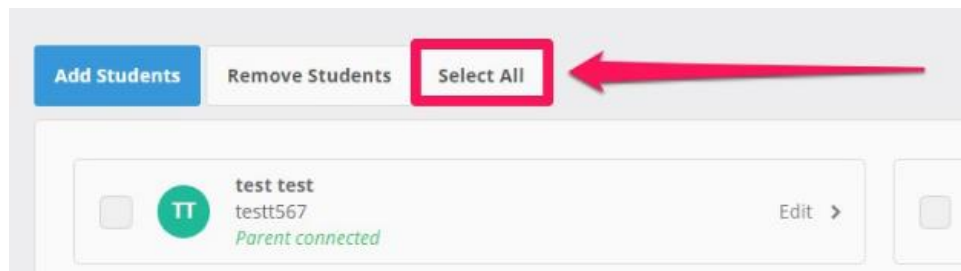 Add Students Remove Students Select All
test test
TT testt567 Edit
Parent connected